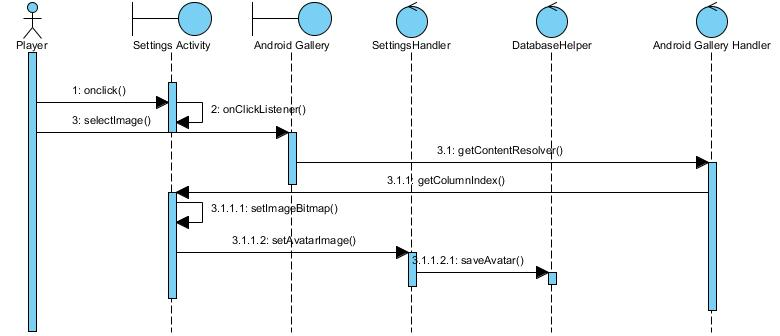 Player
Settings Activity
Android Gallery
SettingsHandler
DatabaseHelper
Android Gallery Handler
1: onclick()
2: onClickListener()
3: selectImage()
3.1: getContentResolver()
3.1.1: getColumnIndex()
3.1.1.1: setImageBitmap()
3.1.1.2: setAvatarImage()
3.1.1.2.1: saveAvatar()